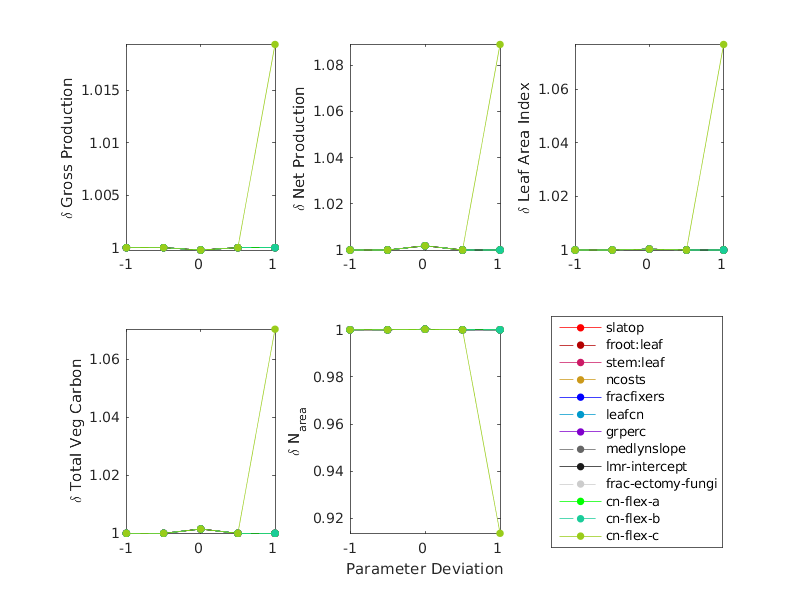 δ Gross Production
1.015
1.01
1.005
1
-1 0 1
δ Net Production
1.08
1.06
1.04
1.02
1
-1 0 1
δ Leaf Area Index
1.06
1.04
1.02
1
-1 0 1
δ Total Veg Carbon
1.06
1.04
1.02
1
-1 0 1
δ N_area
1
0.98
0.96
0.94
0.92
-1 0 1
Parameter Deviation
slatop
froot:leaf
stem:leaf
ncosts
fracfixers
leafcn
grperc
medlynslope
lmr-intercept
frac-ectomy-fungi
cn-flex-a
cn-flex-b
cn-flex-c